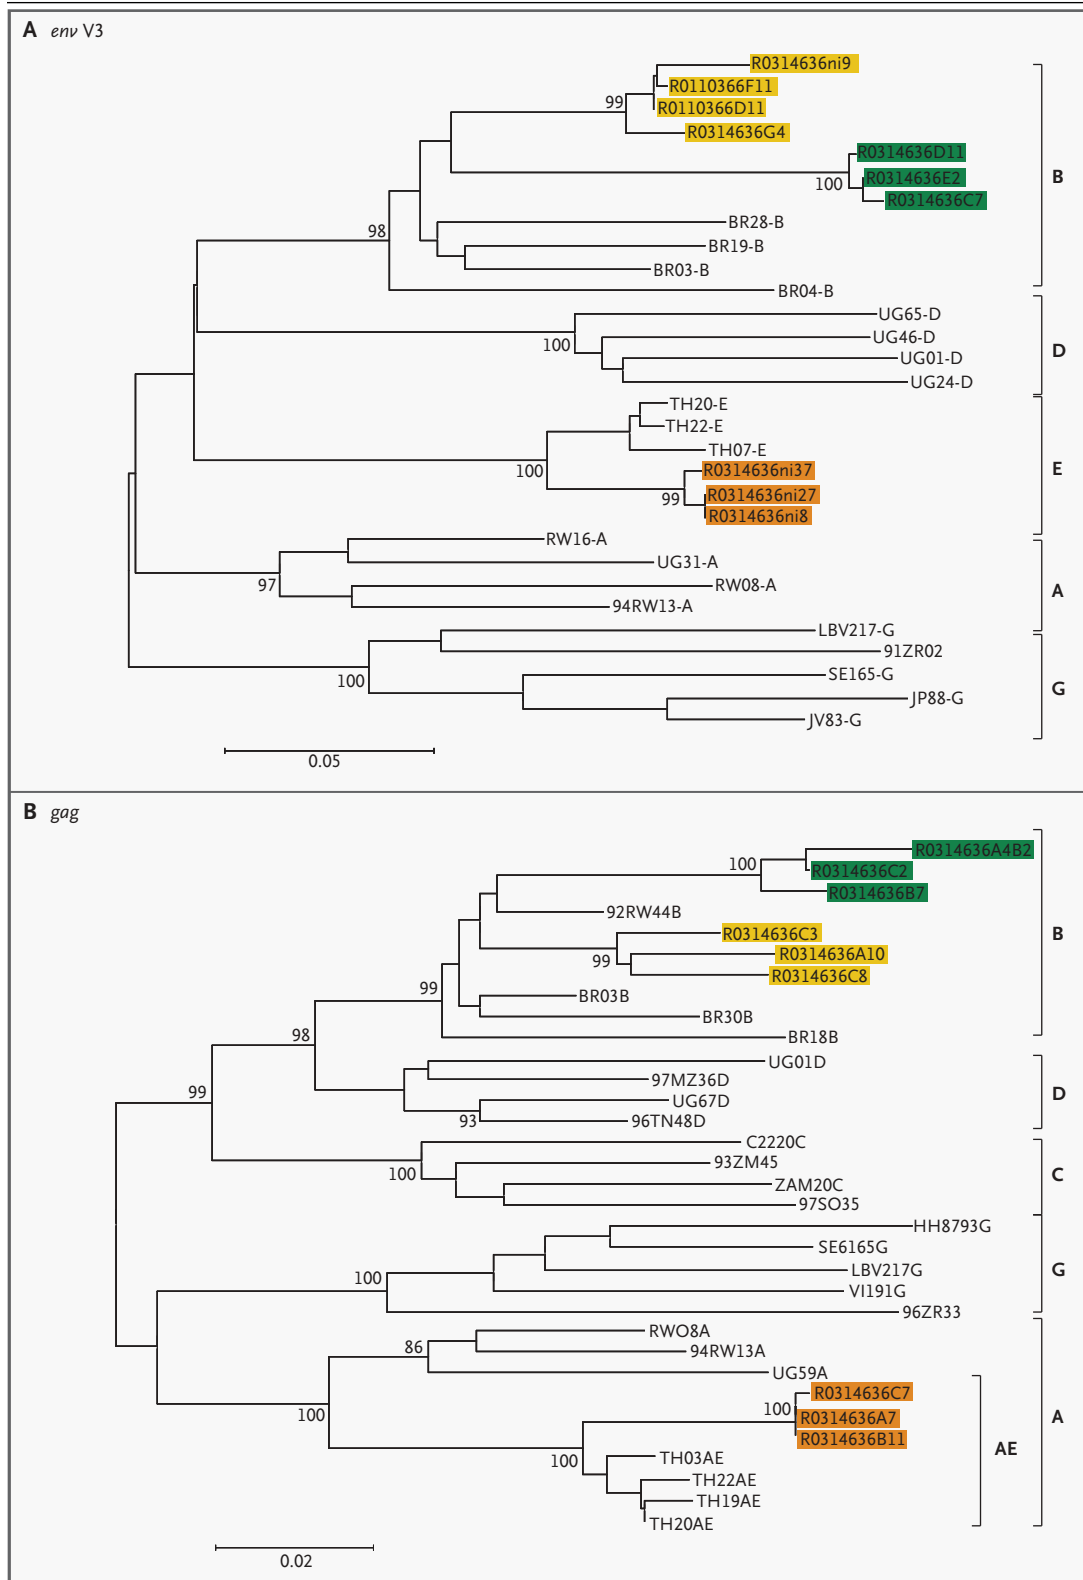 A env V3
R0314636ni9
R0110366F11
99
R0110366D11
R0314636G4
R0314636D11
R0314636E2
100
B
R0314636C7
BR28-B
98
BR19-B
BR03-B
BR04-B
UG65-D
UG46-D
100
D
UG01-D
UG24-D
TH20-E
TH22-E
TH07-E
100
R0314636ni37
E
99
R0314636ni27
R0314636ni8
RW16-A
UG31-A
97
RW08-A
A
94RW13-A
LBV217-G
91ZR02
100
SE165-G
G
JP88-G
JV83-G
0.05
B gag
R0314636A4B2
100
R0314636C2
R0314636B7
92RW44B
R0314636C3
B
99
R0314636A10
R0314636C8
99
BR03B
BR30B
98
BR18B
UG01D
97MZ36D
99
D
UG67D
93
96TN48D
C2220C
93ZM45
100
C
ZAM20C
97SO35
HH8793G
SE6165G
LBV217G
G
100
VI191G
96ZR33
RWO8A
86
94RW13A
UG59A
R0314636C7
100
100
R0314636A7
A
R0314636B11
AE
100
TH03AE
TH22AE
TH19AE
TH20AE
0.02